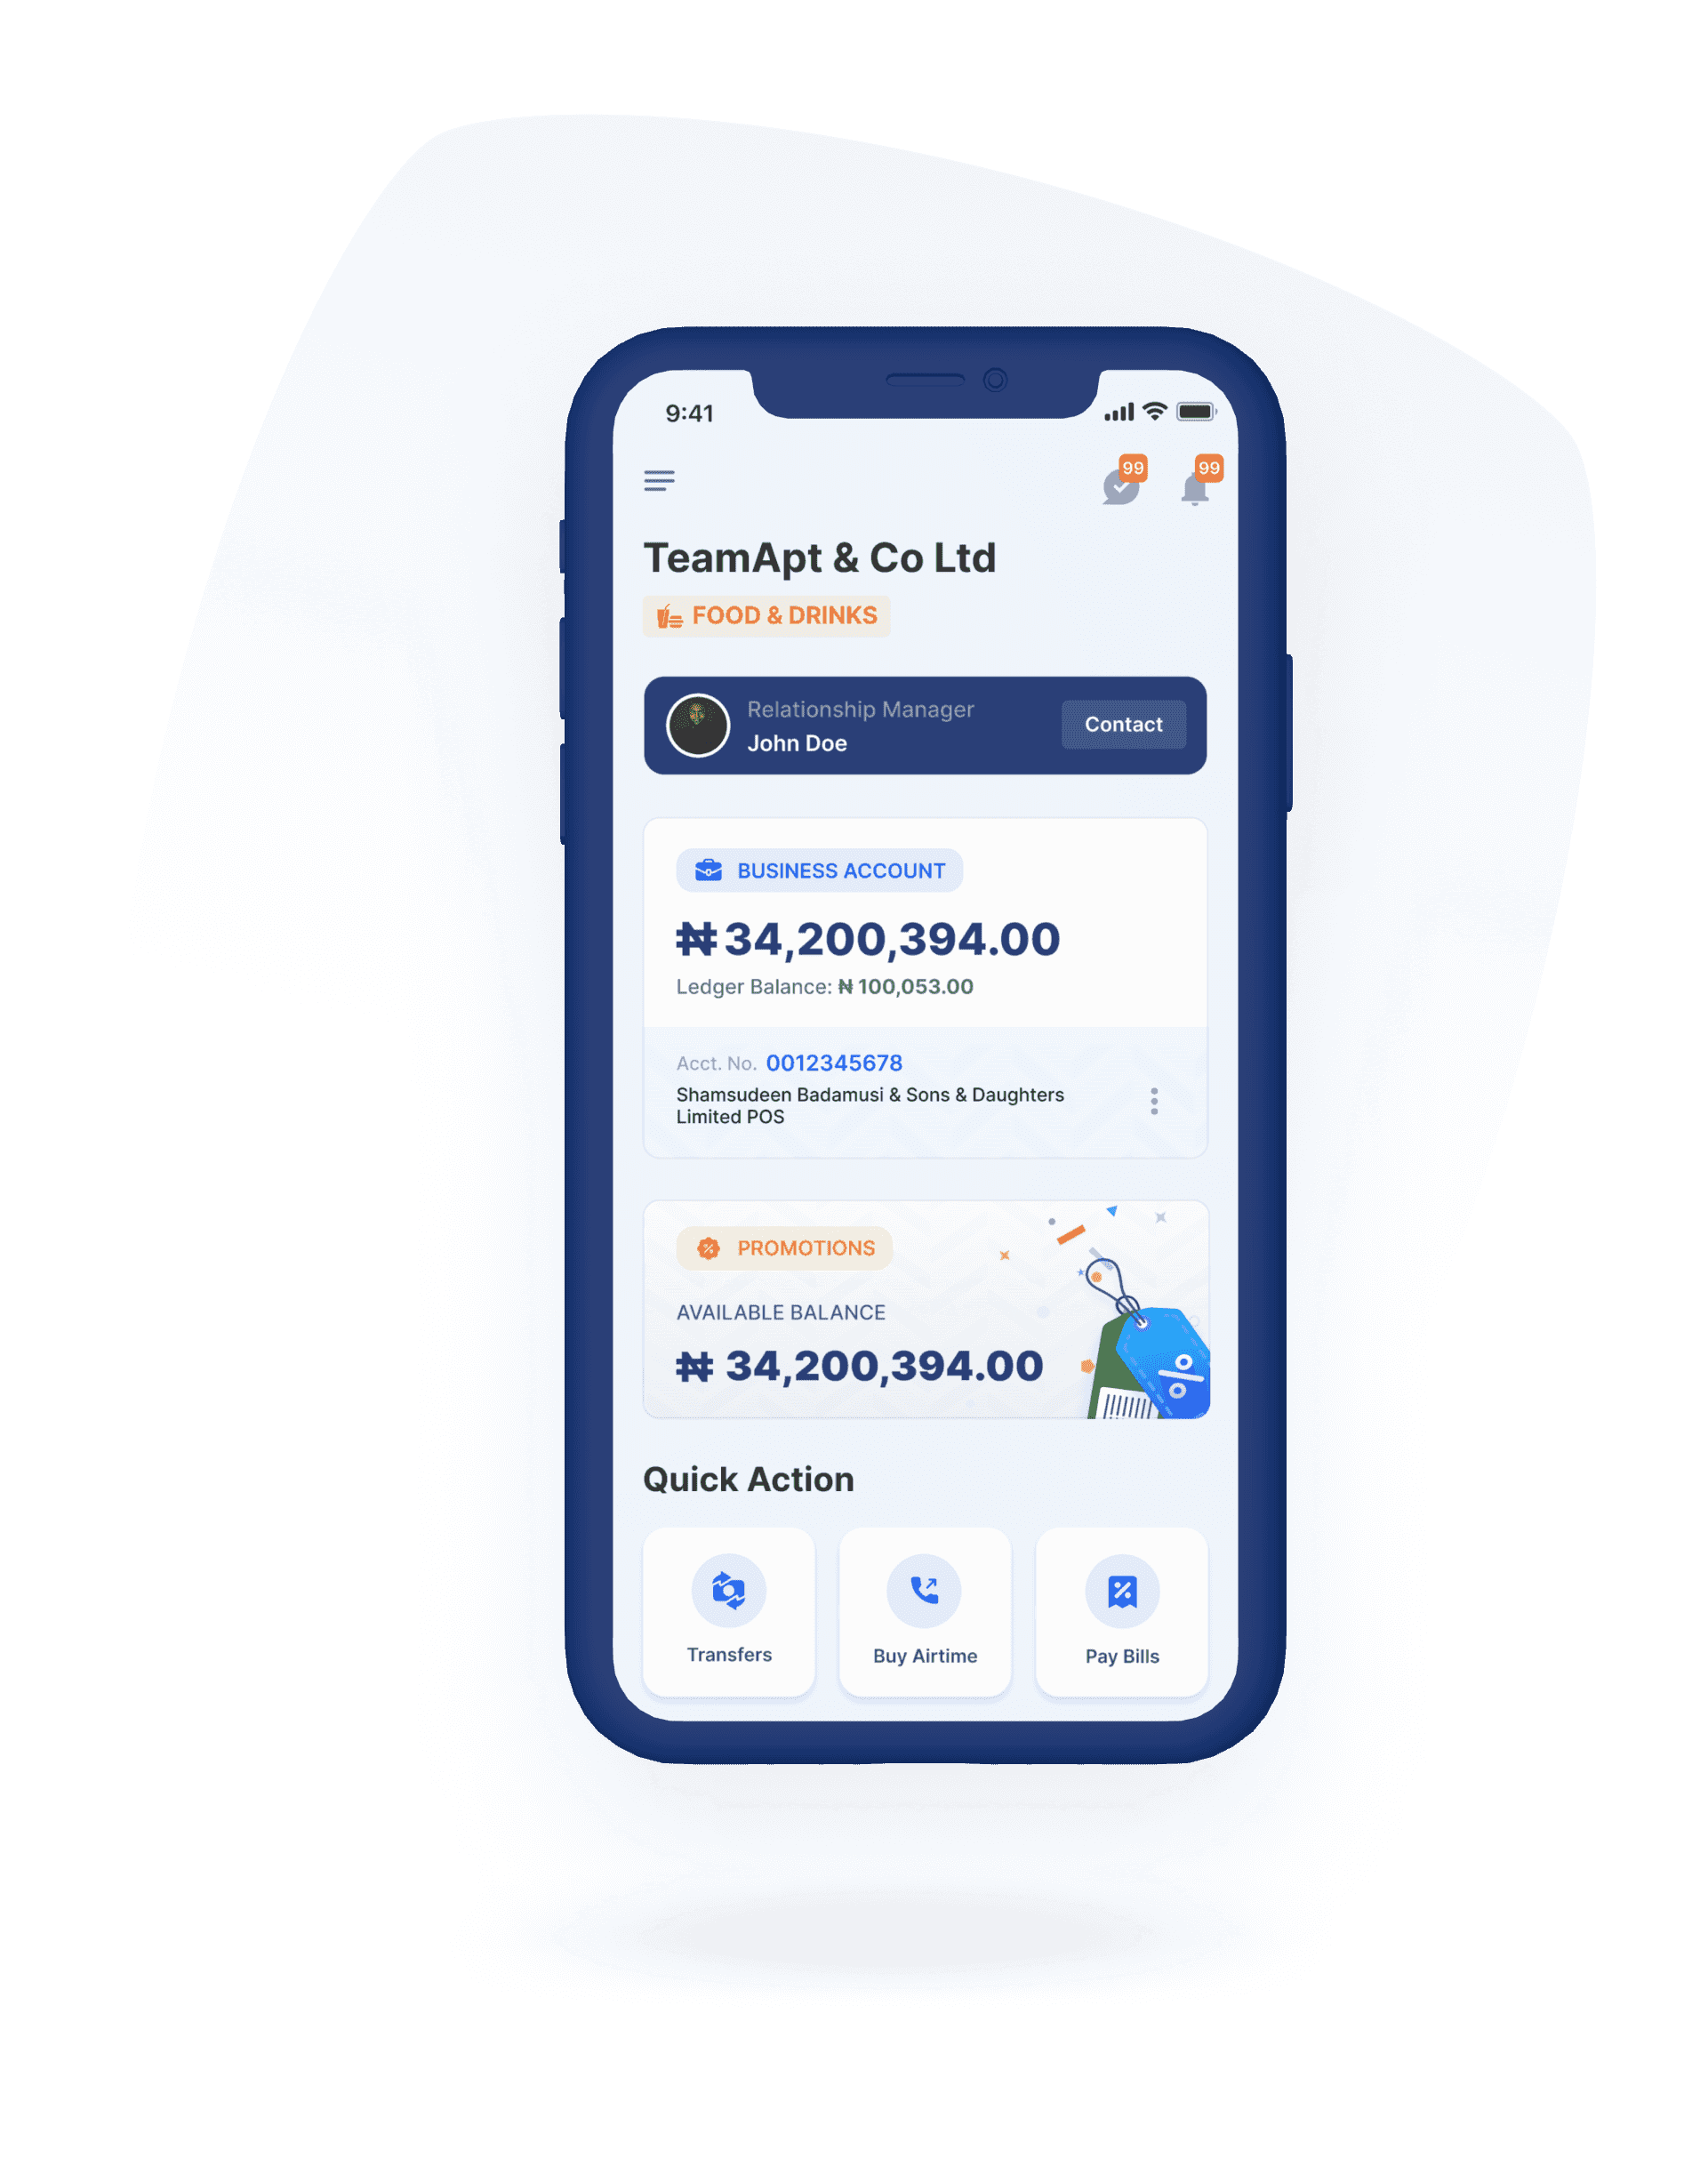 9:41
99 99
TeamApt & Co Ltd
FOOD & DRINKS
Relationship Manager
John Doe
Contact
BUSINESS ACCOUNT
₦34,200,394.00
Ledger Balance: ₦ 100,053.00
Acct. No. 0012345678
Shamsudeen Badamusi & Sons & Daughters
Limited POS
PROMOTIONS
AVAILABLE BALANCE
₦ 34,200,394.00
%
Quick Action
Transfers
Buy Airtime
Pay Bills